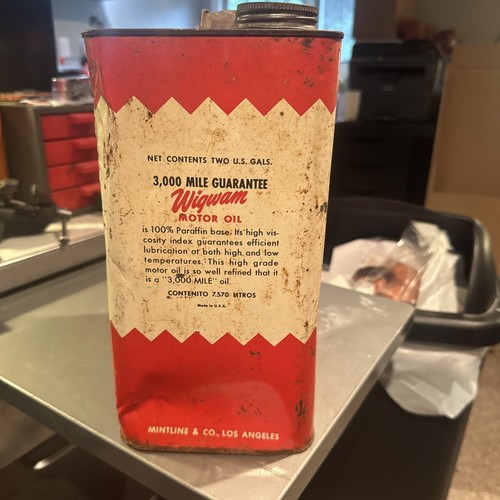 NET CONTENTS TWO U.S. GALS.
3,000 MILE GUARANTEE
Wigwam
MOTOR OIL
is 100% Paraffin base. Its high vis-
cosity index guarantees efficient
lubrication at both high and low
temperatures. This high grade
motor oil is so well refined that it
is a "3,000 MILE" oil.
CONTENITO 7.570 LITROS
Made in U.S.A.
MINTLINE & CO., LOS ANGELES